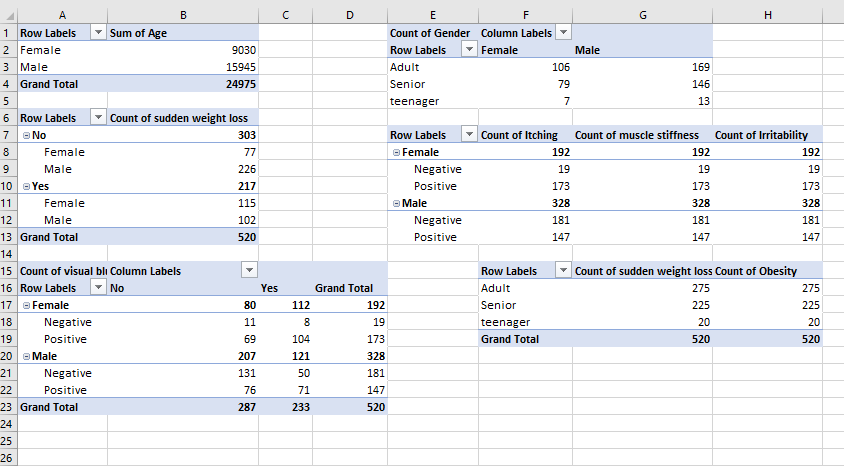 A B C D E F G H
1 Row Labels Sum of Age Count of Gender Column Labels
2 Female 9030 Row Labels Female Male
3 Male 15945 Adult 106 169
4 Grand Total 24975 Senior 79 146
5 teenager 7 13
6 Row Labels Count of sudden weight loss
7 No 303 Row Labels Count of Itching Count of muscle stiffness Count of Irritability
8 Female 77 Female 192 192 192
9 Male 226 Negative 19 19 19
10 Yes 217 Positive 173 173 173
11 Female 115 Male 328 328 328
12 Male 102 Negative 181 181 181
13 Grand Total 520 Positive 147 147 147
14
15 Count of visual bl Column Labels Row Labels Count of sudden weight loss Count of Obesity
16 Row Labels No Yes Grand Total Adult 275 275
17 Female 80 112 192 Senior 225 225
18 Negative 11 8 19 teenager 20 20
19 Positive 69 104 173 Grand Total 520 520
20 Male 207 121 328
21 Negative 131 50 181
22 Positive 76 71 147
23 Grand Total 287 233 520
24
25
26